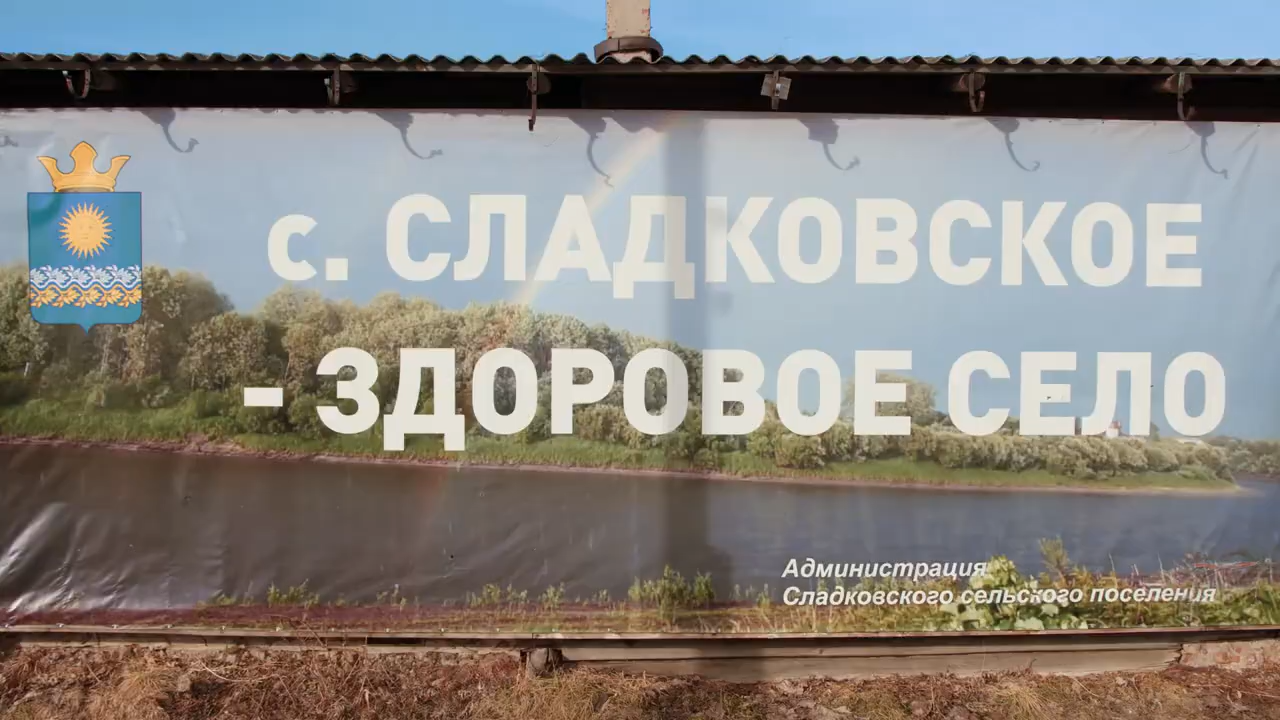 с. СЛАДКОВСКОЕ
- ЗДОРОВОЕ СЕЛО
Администрация
Сладковского сельского поселения